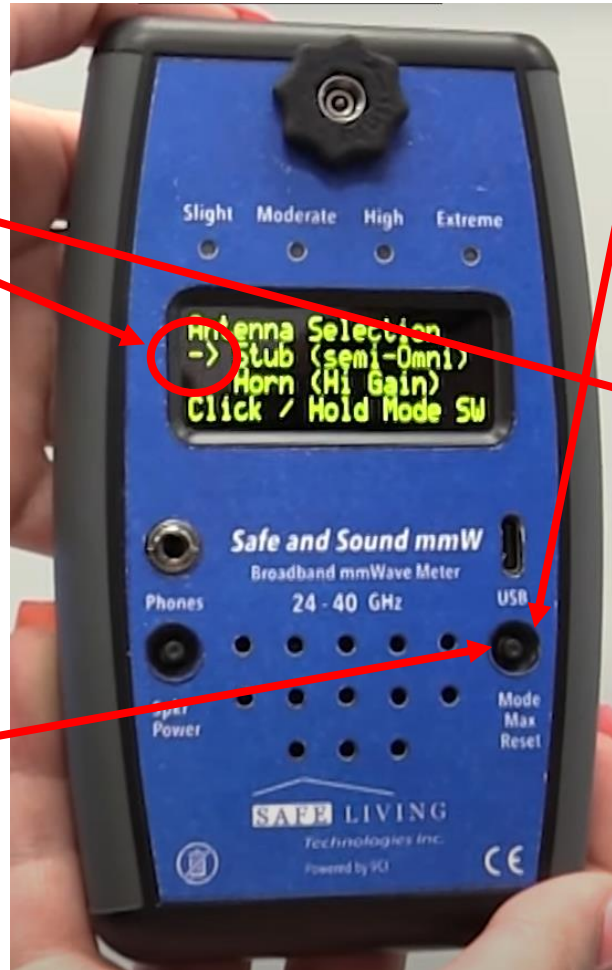 Slight Moderate High Extreme
Antenna Selection
-> Stub (semi-Omni)
Horn (Hi Gain)
Click / Hold Mode SW
Safe and Sound mmW
Broadband mmWave Meter
24 - 40 GHz
Phones
USB
Spkr
Power
Mode
Max
Reset
SAFE LIVING
Technologies Inc.
Powered by
CE